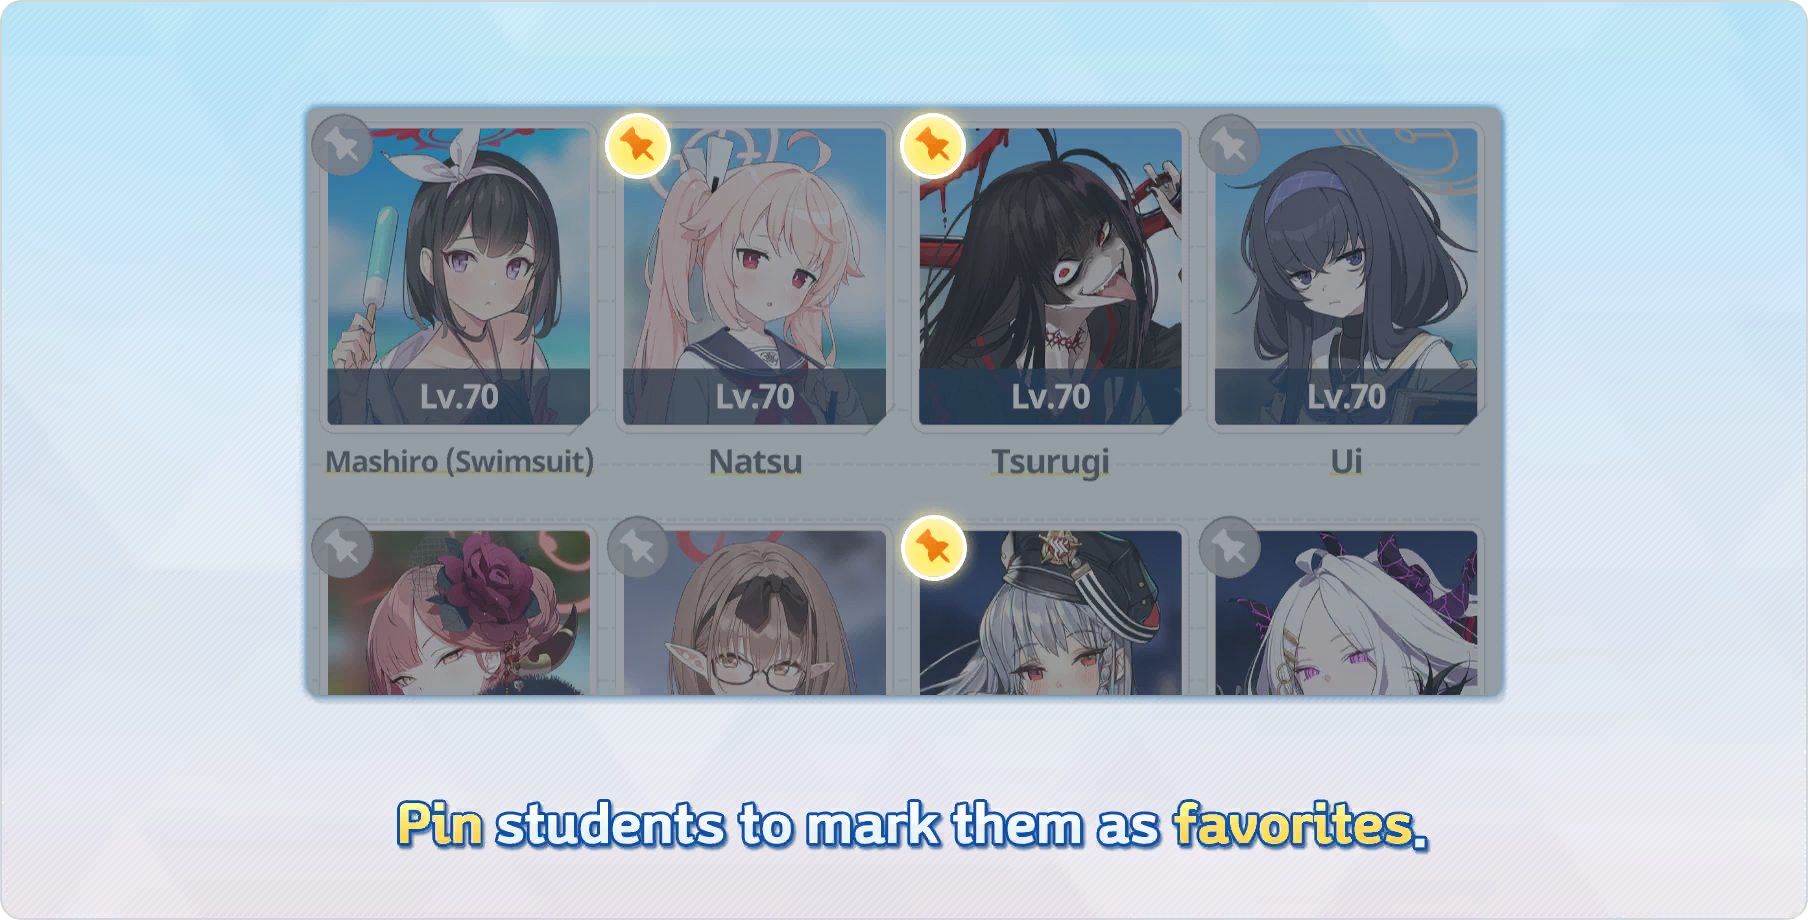 Lv.70
Lv.70
Lv.70
Lv.70
Mashiro (Swimsuit)
Natsu
Tsurugi
Ui
Pin students to mark them as favorites.